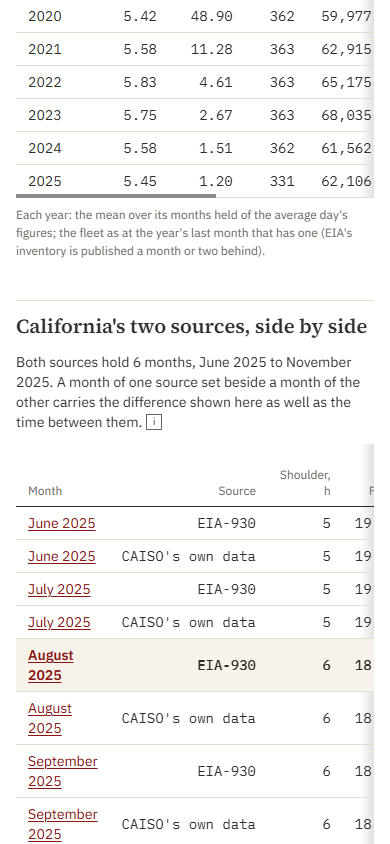 2020 5.42 48.90 362 59,977
2021 5.58 11.28 363 62,915
2022 5.83 4.61 363 65,175
2023 5.75 2.67 363 68,035
2024 5.58 1.51 362 61,562
2025 5.45 1.20 331 62,106
Each year: the mean over its months held of the average day's
figures; the fleet as at the year's last month that has one (EIA's
inventory is published a month or two behind).
California's two sources, side by side
Both sources hold 6 months, June 2025 to November
2025. A month of one source set beside a month of the
other carries the difference shown here as well as the
time between them. i
Shoulder,
Month Source h F
June 2025 EIA-930 5 19
June 2025 CAISO's own data 5 19
July 2025 EIA-930 5 19
July 2025 CAISO's own data 5 19
August
2025 EIA-930 6 18
August
2025 CAISO's own data 6 18
September
2025 EIA-930 6 18
September
2025 CAISO's own data 6 18